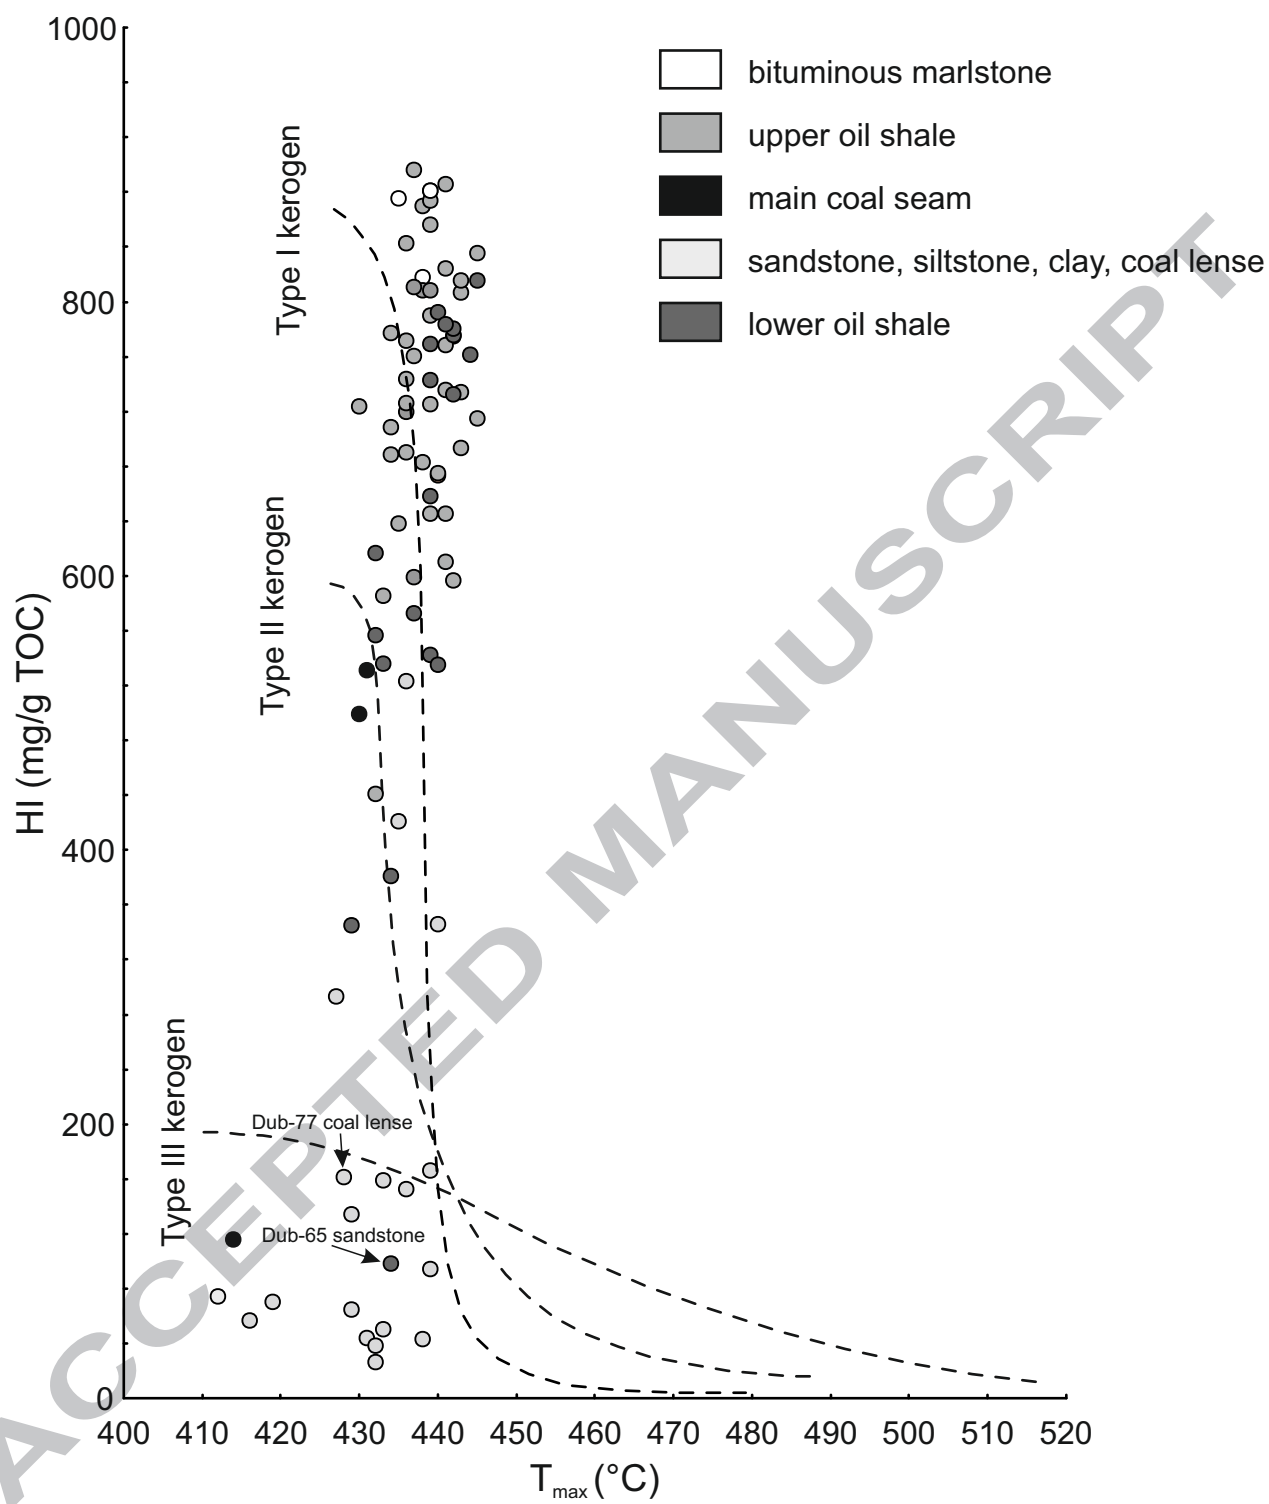 1000
800
600
400
200
0
HI (mg/g TOC)
Type I kerogen
Type II kerogen
Type III kerogen
bituminous marlstone
upper oil shale
main coal seam
sandstone, siltstone, clay, coal lense
lower oil shale
Dub-77 coal lense
Dub-65 sandstone
400 410 420 430 440 450 460 470 480 490 500 510 520
Tmax (°C)
ACCEPTED MANUSCRIPT